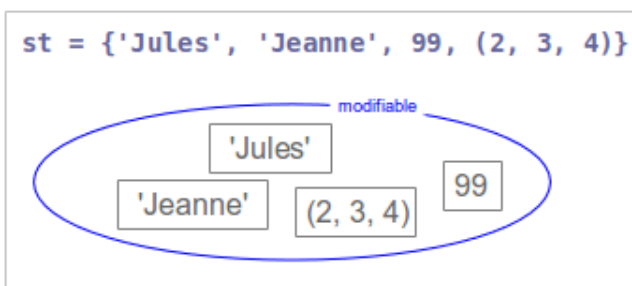 st = {'Jules', 'Jeanne', 99, (2, 3, 4)}
modifiable
'Jules'
'Jeanne'
(2, 3, 4)
99